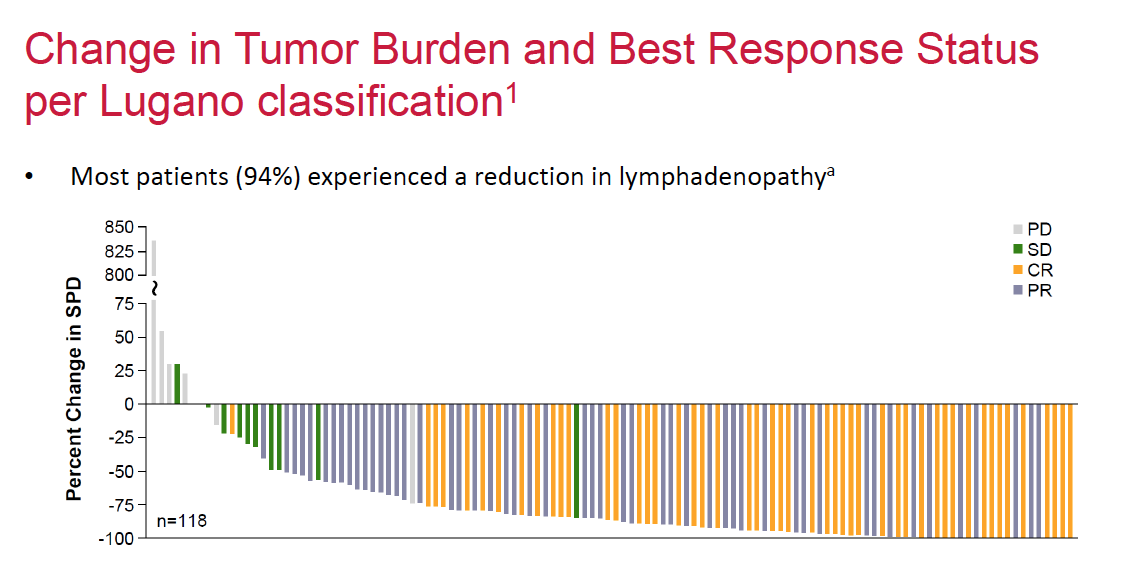 Change in Tumor Burden and Best Response Status
per Lugano classification¹
• Most patients (94%) experienced a reduction in lymphadenopathyᵃ
850
825
800
75
50
25
0
-25
-50
-75
-100
Percent Change in SPD
n=118
PD
SD
CR
PR